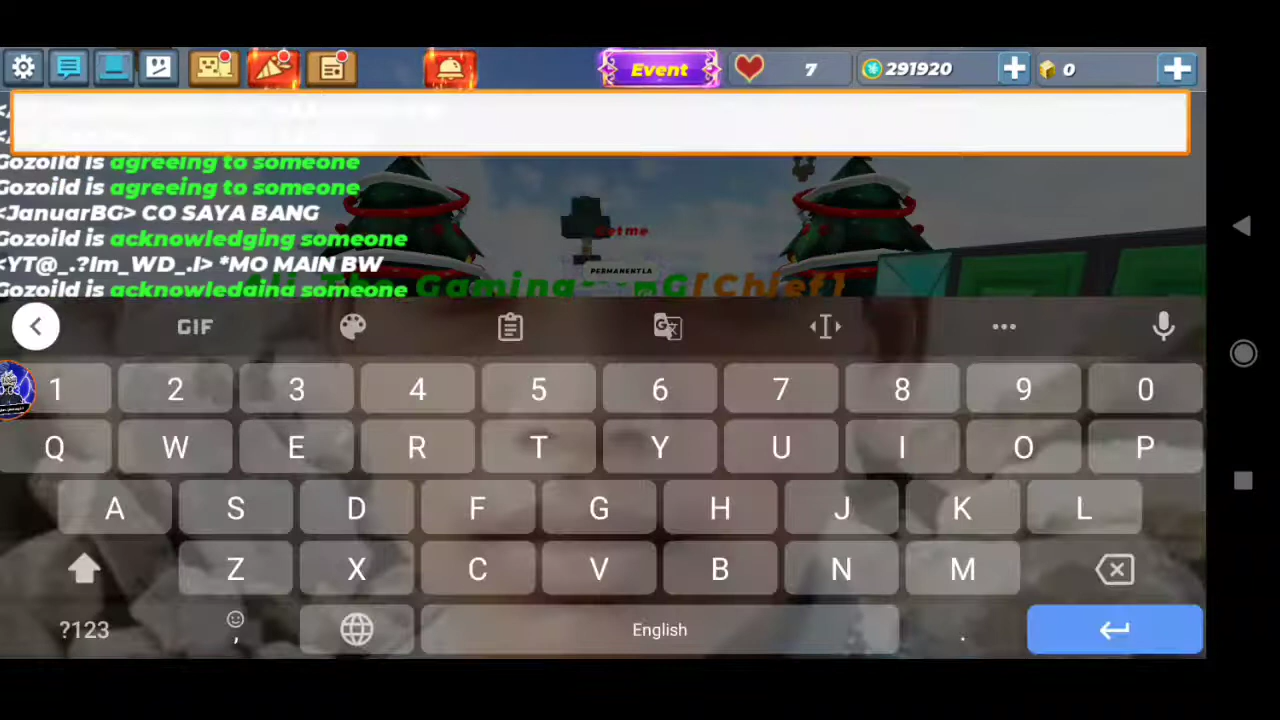 Event 7 291920 0
Gozoild is agreeing to someone
Gozoild is agreeing to someone
<JanuarBG> CO SAYA BANG
Gozoild is acknowledging someone
<YT@_.?Im_WD_.I> *MO MAIN BW
Gozoild is acknowledging someone
PERMANENTLA
Gaming
GIF
1 2 3 4 5 6 7 8 9 0
Q W E R T Y U I O P
A S D F G H J K L
Z X C V B N M
?123 , English .